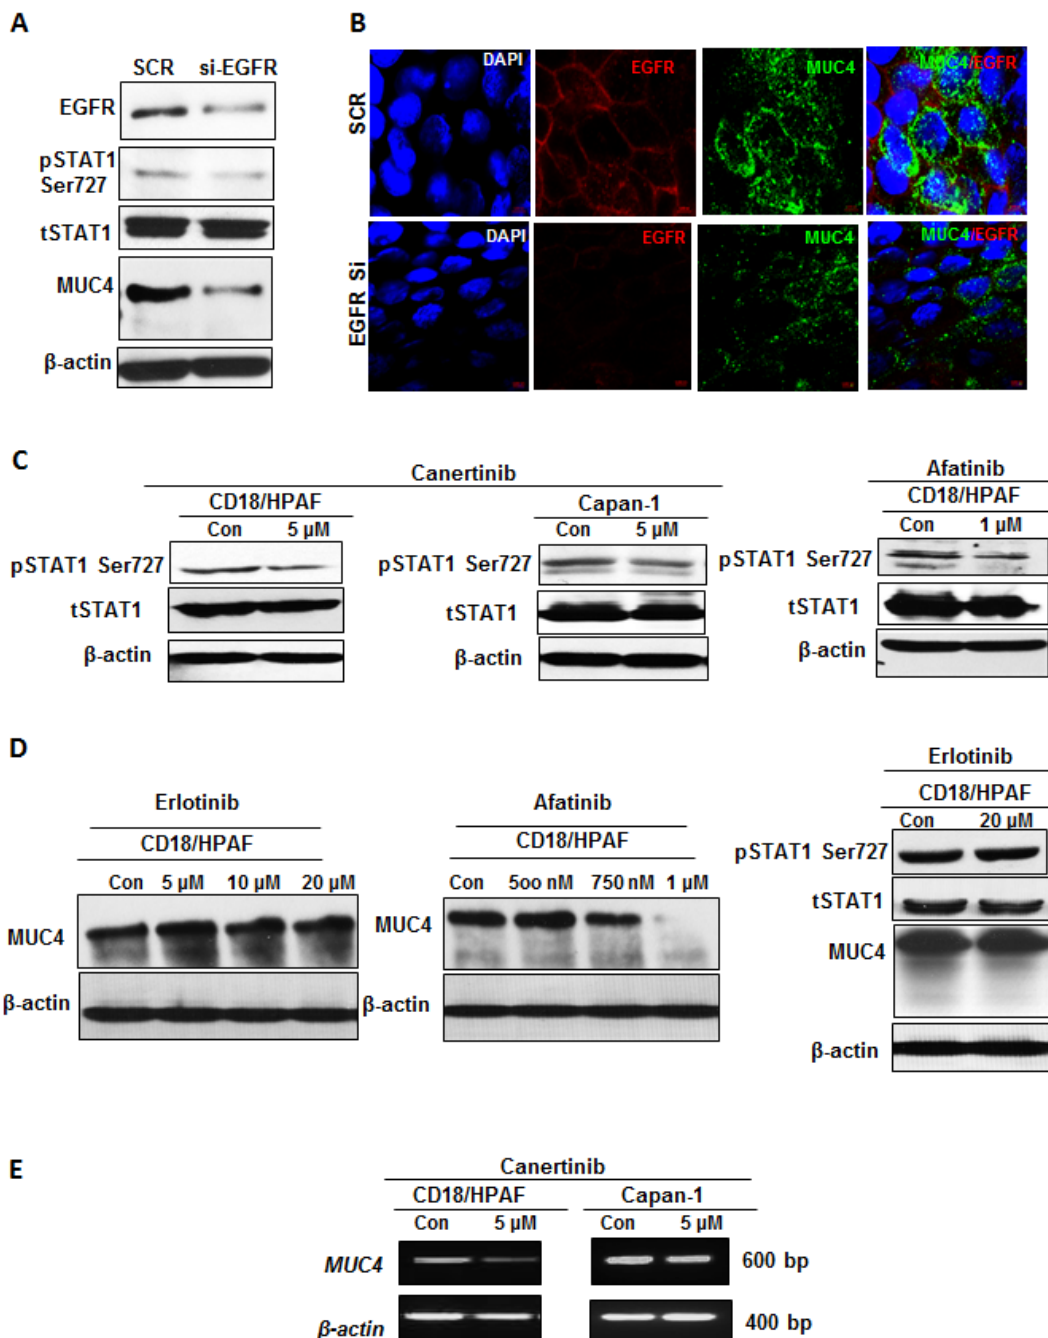 A
SCR si-EGFR
EGFR
pSTAT1
Ser727
tSTAT1
MUC4
β-actin
B
SCR
DAPI
EGFR
MUC4
MUC4/EGFR
EGFR Si
DAPI
EGFR
MUC4
MUC4/EGFR
C
Canertinib
CD18/HPAF
Con 5 µM
pSTAT1 Ser727
tSTAT1
β-actin
Capan-1
Con 5 µM
pSTAT1 Ser727
tSTAT1
β-actin
Afatinib
CD18/HPAF
Con 1 µM
pSTAT1 Ser727
tSTAT1
β-actin
D
Erlotinib
CD18/HPAF
Con 5 µM 10 µM 20 µM
MUC4
β-actin
Afatinib
CD18/HPAF
Con 5oo nM 750 nM 1 µM
MUC4
β-actin
Erlotinib
CD18/HPAF
Con 20 µM
pSTAT1 Ser727
tSTAT1
MUC4
β-actin
E
Canertinib
CD18/HPAF Capan-1
Con 5 µM Con 5 µM
MUC4 600 bp
β-actin 400 bp